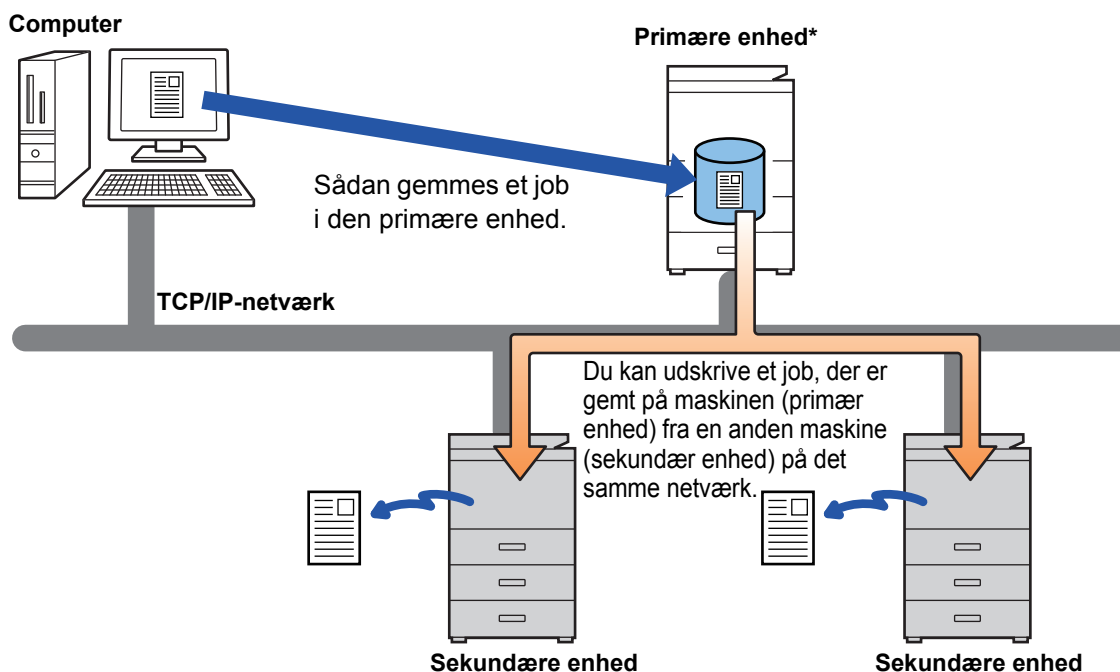 Computer
Primære enhed*
Sådan gemmes et job
i den primære enhed.
TCP/IP-netværk
Du kan udskrive et job, der er
gemt på maskinen (primær
enhed) fra en anden maskine
(sekundær enhed) på det
samme netværk.
Sekundære enhed
Sekundære enhed